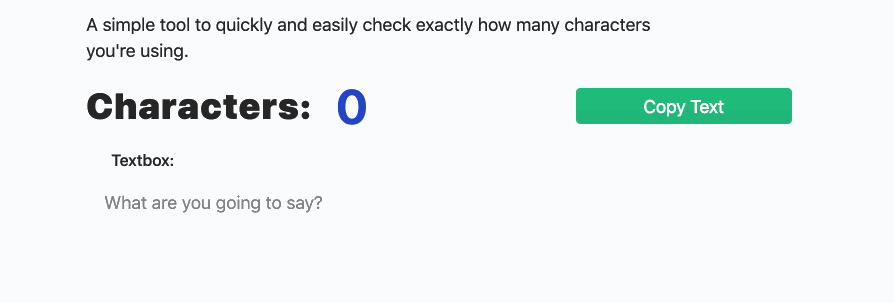 A simple tool to quickly and easily check exactly how many characters
you're using.
Characters: 0
Copy Text
Textbox:
What are you going to say?